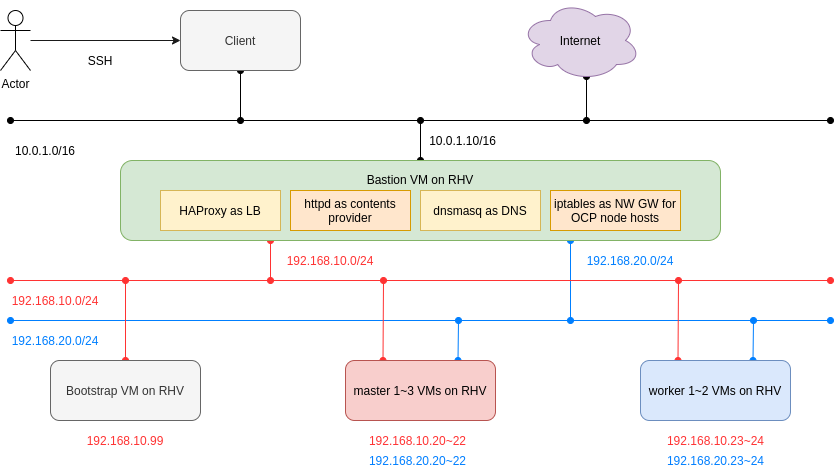 Client
Internet
SSH
Actor
10.0.1.0/16
10.0.1.10/16
Bastion VM on RHV
HAProxy as LB
httpd as contents
provider
dnsmasq as DNS
iptables as NW GW for
OCP node hosts
192.168.10.0/24
192.168.20.0/24
192.168.10.0/24
192.168.20.0/24
Bootstrap VM on RHV
master 1~3 VMs on RHV
worker 1~2 VMs on RHV
192.168.10.99
192.168.10.20~22
192.168.20.20~22
192.168.10.23~24
192.168.20.23~24